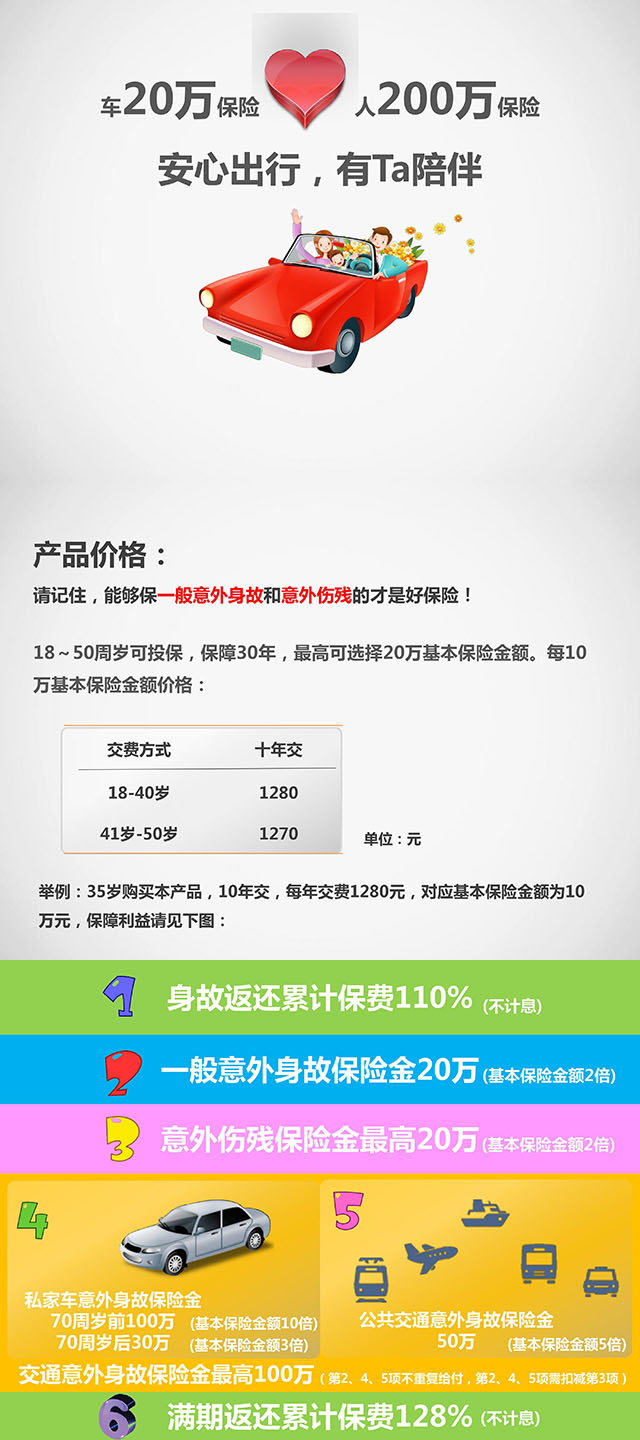 车20万保险 人200万保险
安心出行，有Ta陪伴
产品价格：
请记住，能够保一般意外身故和意外伤残的才是好保险！
18～50周岁可投保，保障30年，最高可选择20万基本保险金额。每10
万基本保险金额价格：
交费方式 十年交
18-40岁 1280
41岁-50岁 1270
单位：元
举例：35岁购买本产品，10年交，每年交费1280元，对应基本保险金额为10
万元，保障利益请见下图：
1 身故返还累计保费110% (不计息)
2 一般意外身故保险金20万(基本保险金额2倍)
3 意外伤残保险金最高20万(基本保险金额2倍)
4
私家车意外身故保险金
70周岁前100万 (基本保险金额10倍)
70周岁后30万 (基本保险金额3倍)
5
公共交通意外身故保险金
50万 (基本保险金额5倍)
交通意外身故保险金最高100万（第2、4、5项不重复给付，第2、4、5项需扣减第3项）
6 满期返还累计保费128% (不计息)